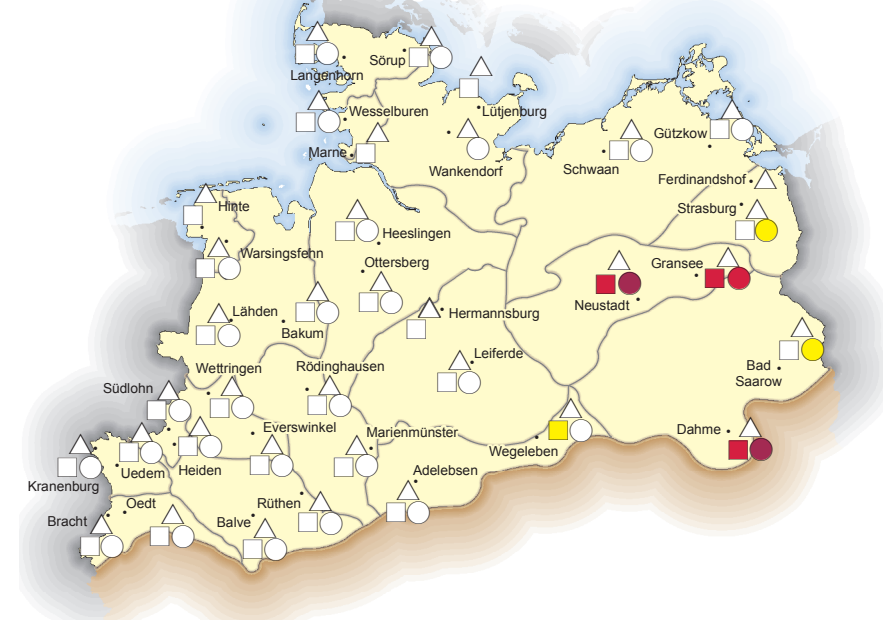 Sörup
Langenhorn
Wesselburen
Lütjenburg
Marne
Wankendorf
Schwaan
Gützkow
Ferdinandshof
Strasburg
Hinte
Heeslingen
Warsingsfehn
Ottersberg
Gransee
Neustadt
Lähden
Bakum
Hermannsburg
Leiferde
Bad
Saarow
Wettringen
Rödinghausen
Südlohn
Everswinkel
Marienmünster
Wegeleben
Dahme
Uedem
Heiden
Kranenburg
Adelebsen
Oedt
Rüthen
Bracht
Balve